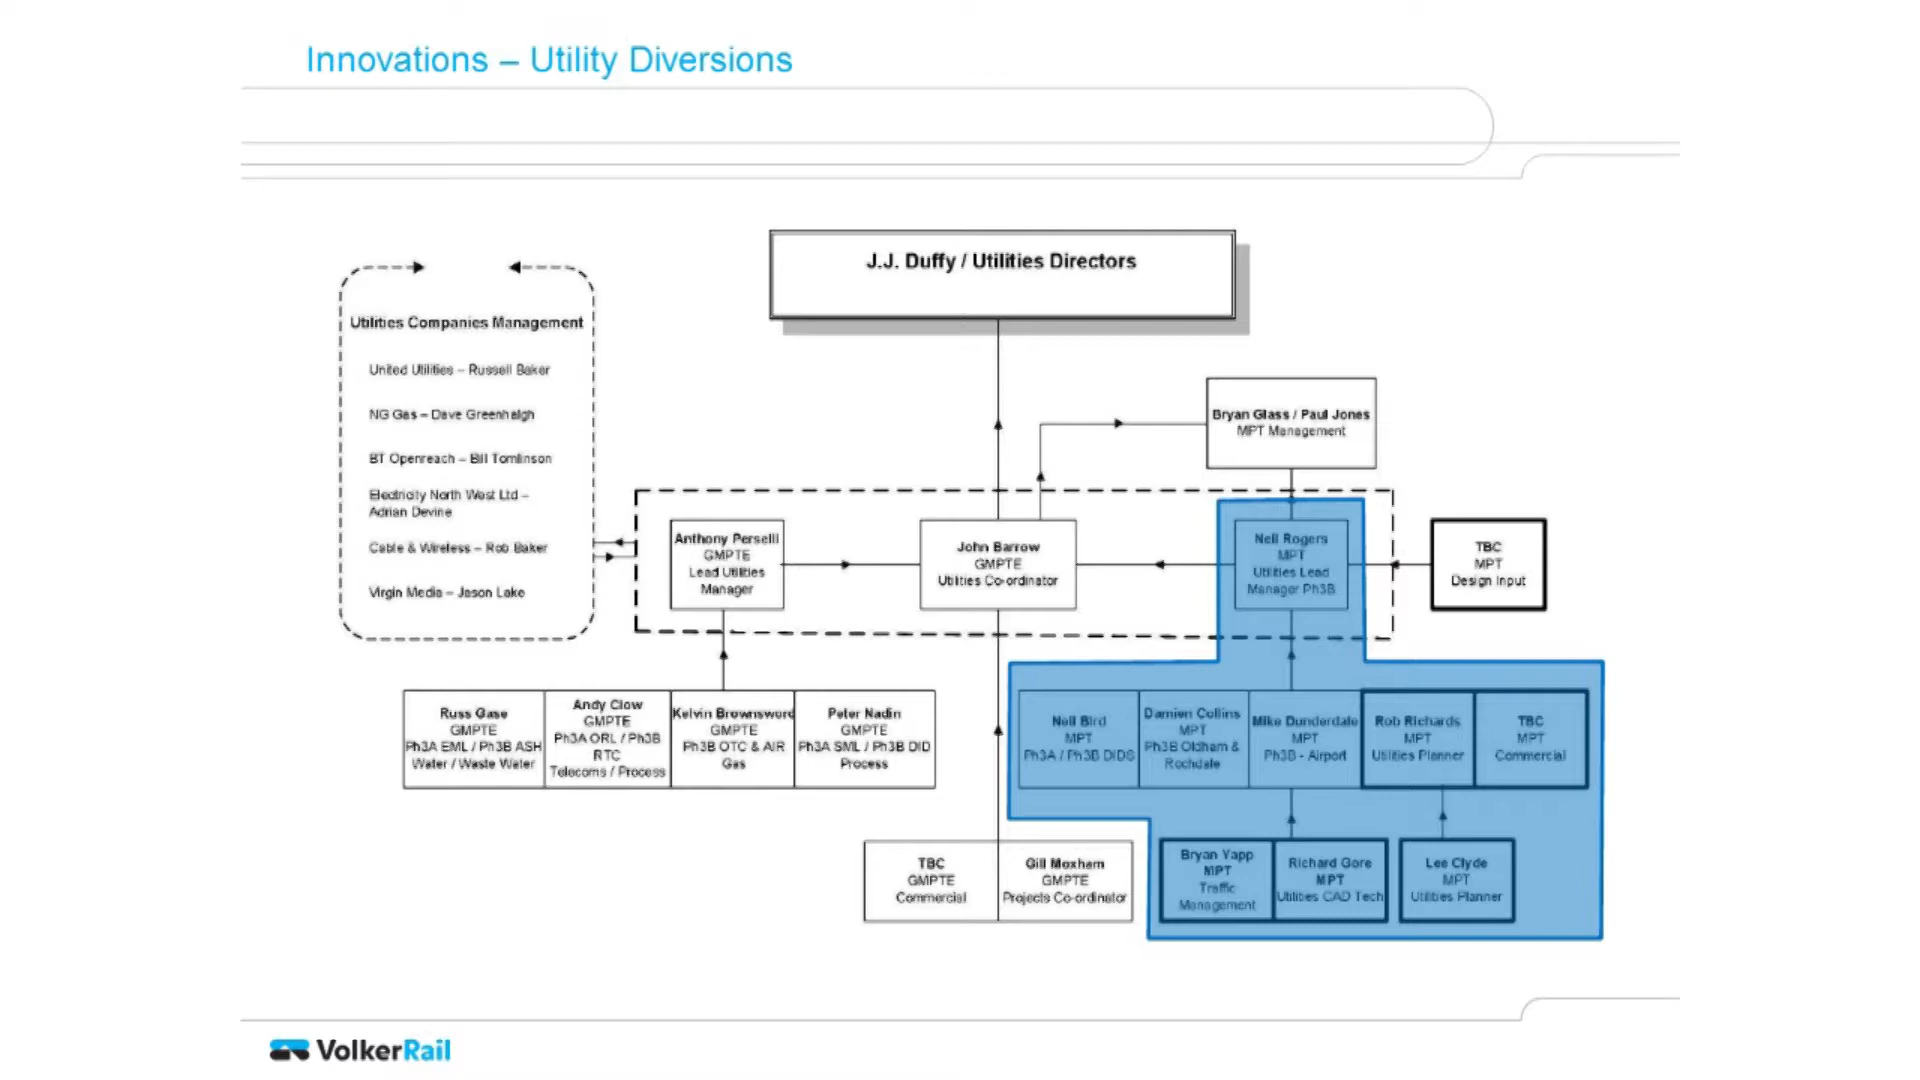 Innovations – Utility Diversions
J.J. Duffy / Utilities Directors
Utilities Companies Management
United Utilities – Russell Baker
NG Gas – Dave Greenhalgh
BT Openreach – Bill Tomlinson
Electricity North West Ltd –
Adrian Devine
Cable & Wireless – Rob Baker
Virgin Media – Jason Lake
Bryan Glass / Paul Jones
MPT Management
Anthony Perselli
GMPTE
Lead Utilities
Manager
John Barrow
GMPTE
Utilities Co-ordinator
Neil Rogers
MPT
Utilities Lead
Manager Ph3B
TBC
MPT
Design Input
Russ Gase
GMPTE
Ph3A EML / Ph3B ASH
Water / Waste Water
Andy Clow
GMPTE
Ph3A ORL / Ph3B
RTC
Telecoms / Process
Kelvin Brownsword
GMPTE
Ph3B OTC & AIR
Gas
Peter Nadin
GMPTE
Ph3A SML / Ph3B DID
Process
Neil Bird
MPT
Ph3A / Ph3B DIDS
Damien Collins
MPT
Ph3B Oldham &
Rochdale
Mike Dunderdale
MPT
Ph3B - Airport
Rob Richards
MPT
Utilities Planner
TBC
MPT
Commercial
TBC
GMPTE
Commercial
Gill Moxham
GMPTE
Projects Co-ordinator
Bryan Yapp
MPT
Traffic
Management
Richard Gore
MPT
Utilities CAD Tech
Lee Clyde
MPT
Utilities Planner
VolkerRail